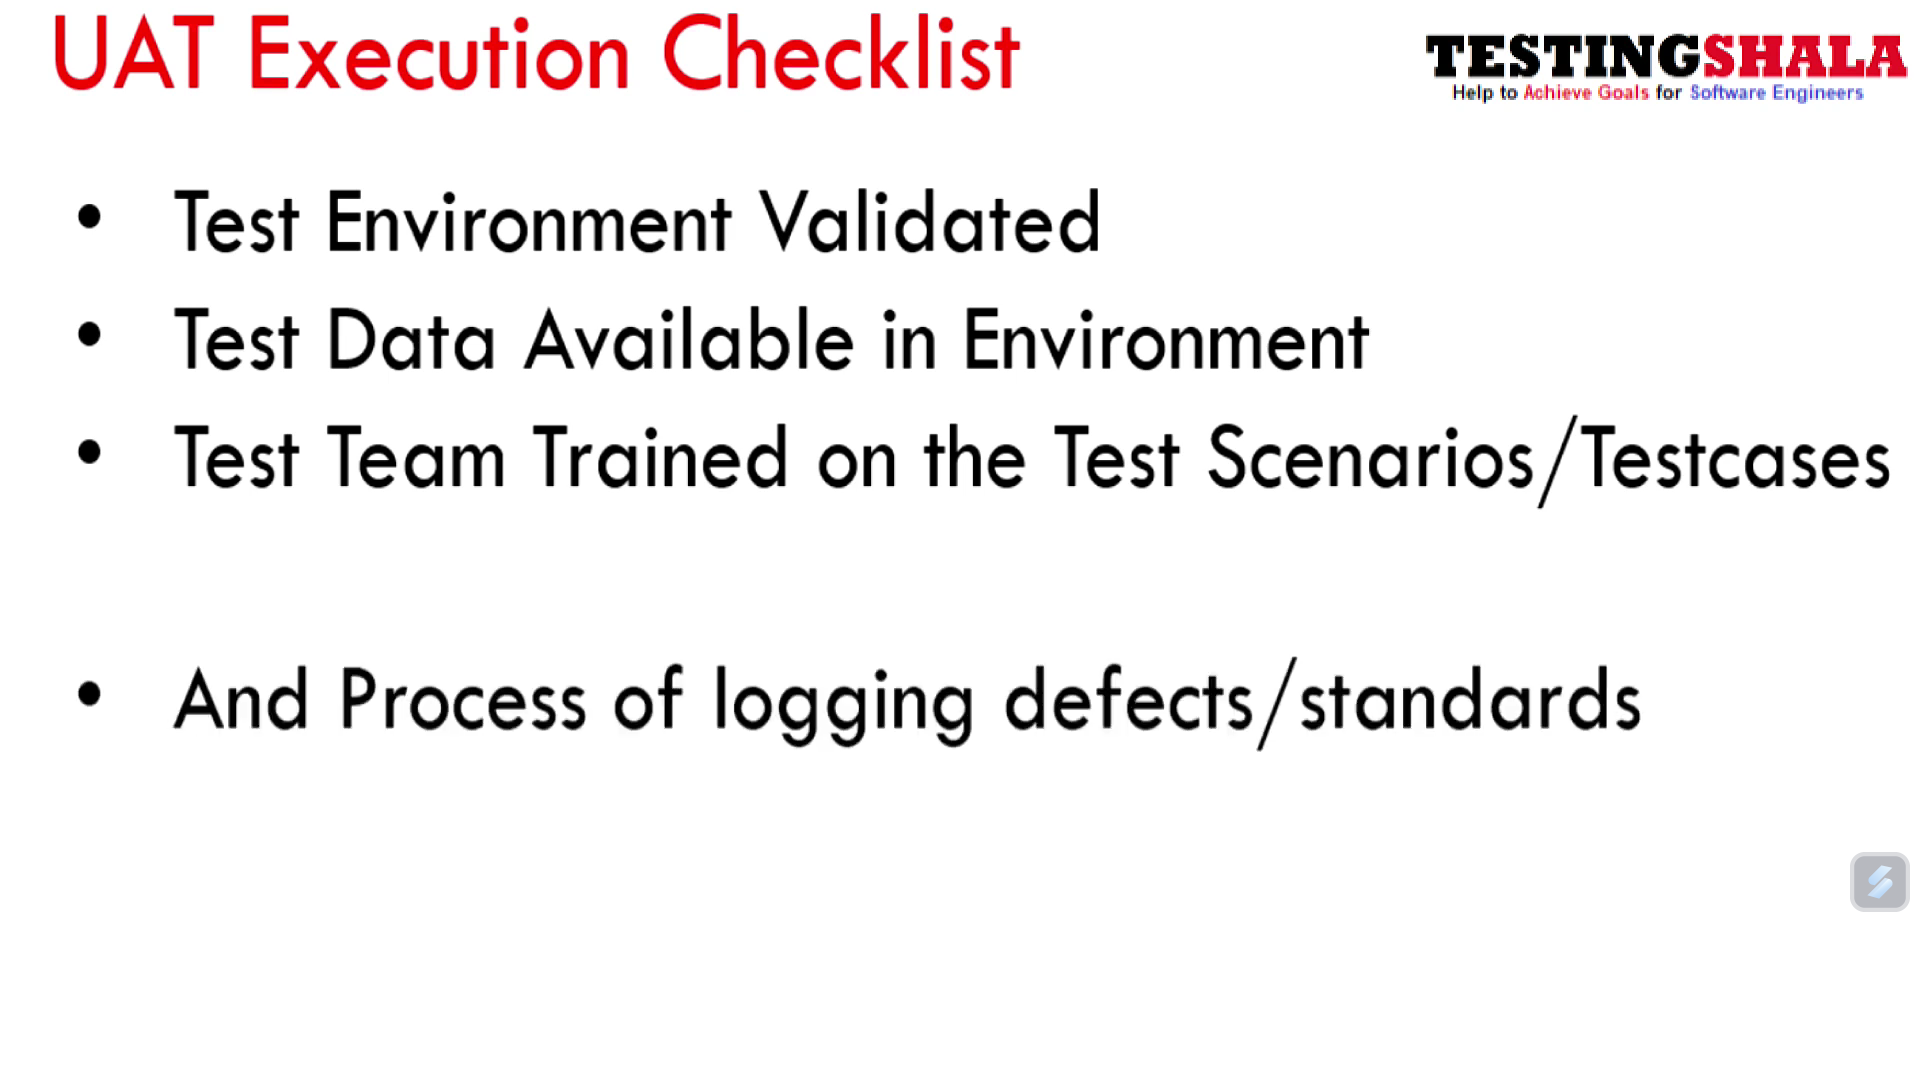 UAT Execution Checklist
TESTINGSHALA
Help to Achieve Goals for Software Engineers
• Test Environment Validated
• Test Data Available in Environment
• Test Team Trained on the Test Scenarios/Testcases
• And Process of logging defects/standards